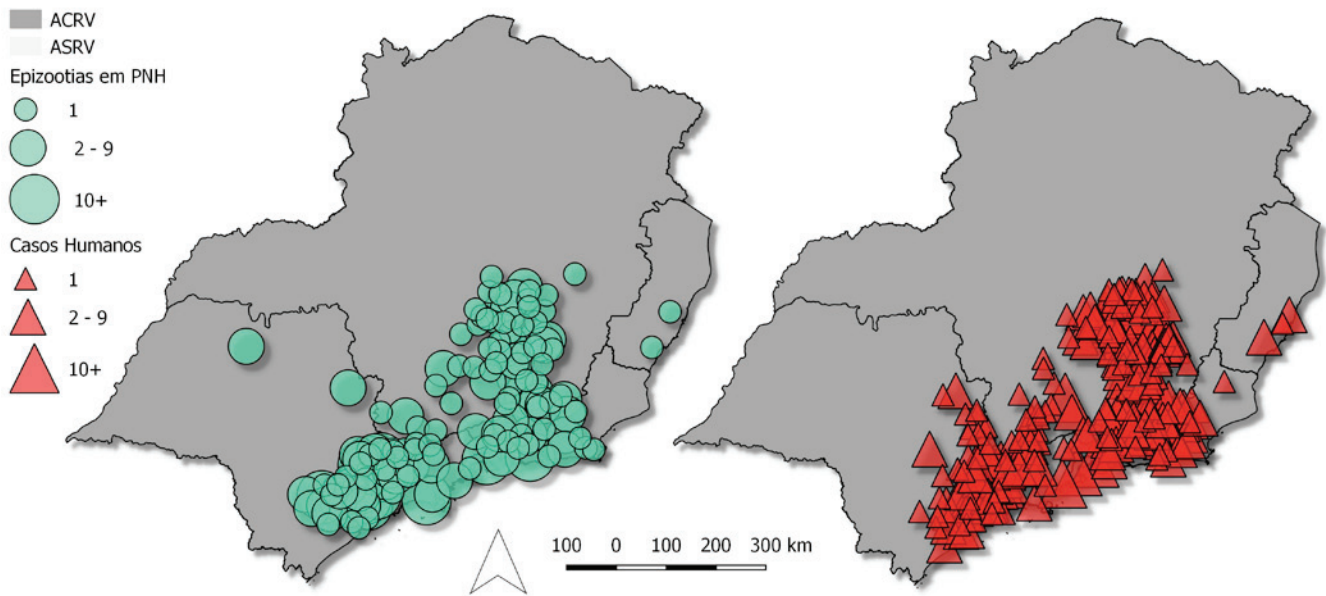 ACRV
ASRV
Epizootias em PNH
1
2 - 9
10+
Casos Humanos
1
2 - 9
10+
100 0 100 200 300 km